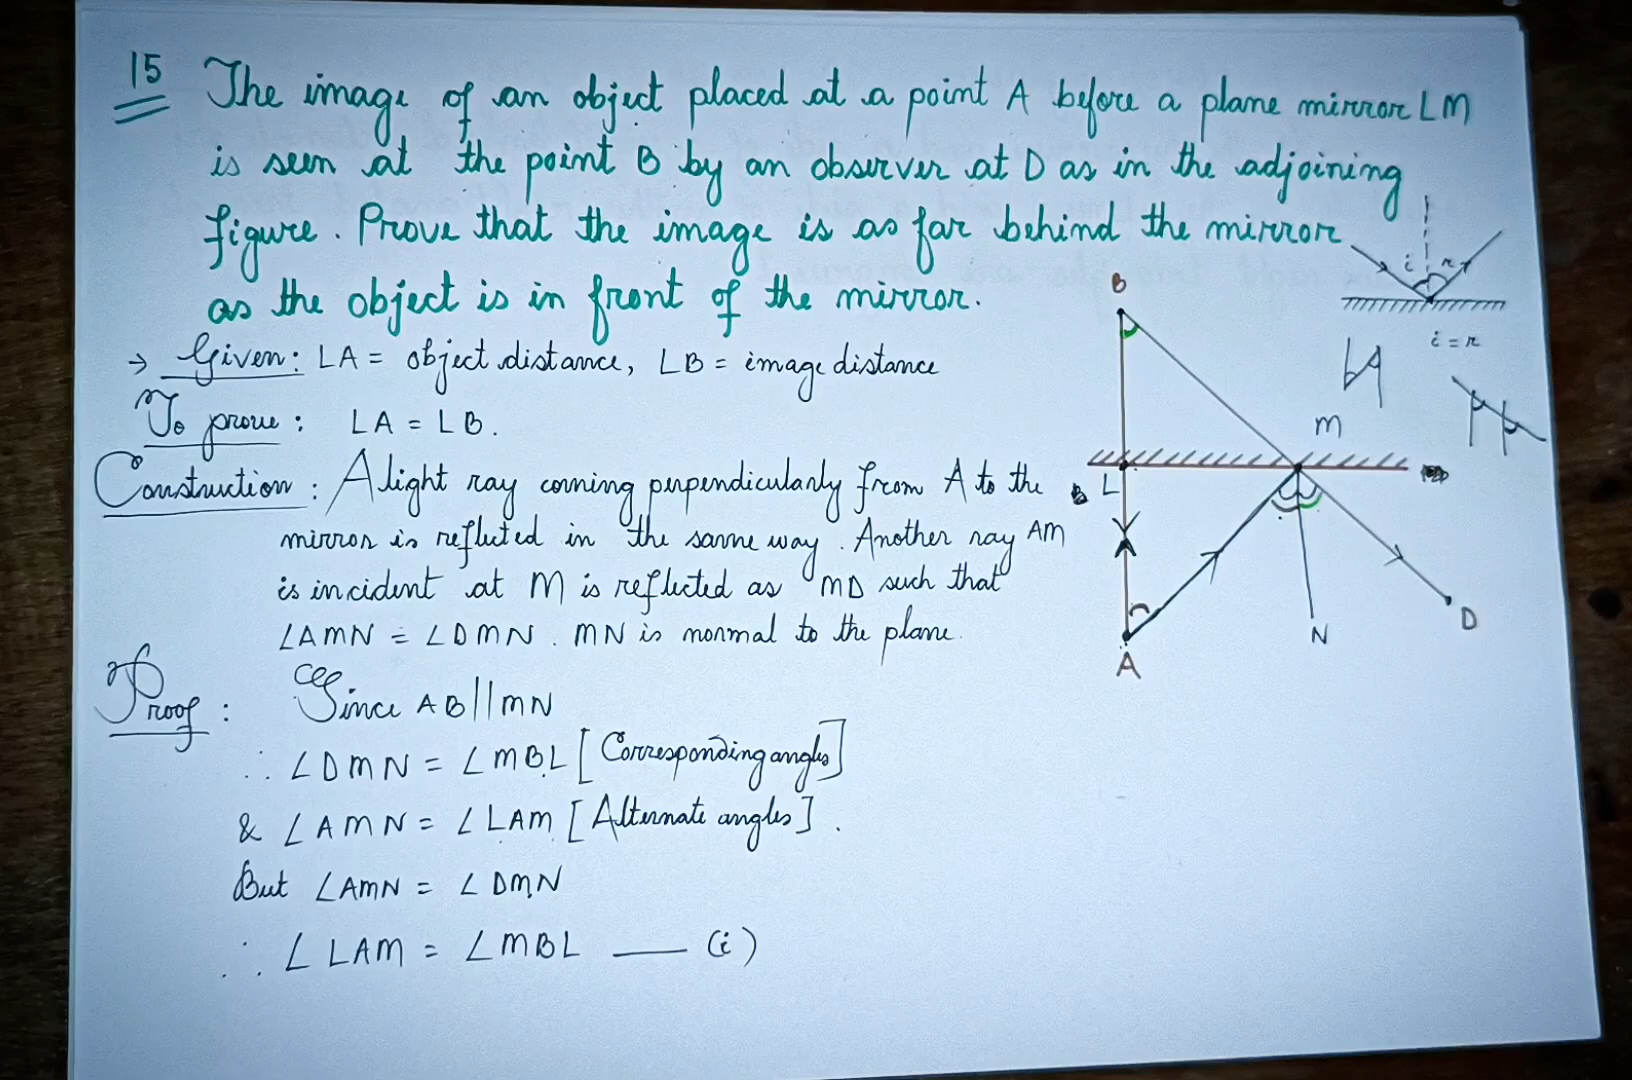 15 The image of an object placed at a point A before a plane mirror LM
is seen at the point B by an observer at D as in the adjoining
figure. Prove that the image is as far behind the mirror
as the object is in front of the mirror.
→ Given: LA = object distance, LB = image distance
To prove: LA = LB.
Construction: A light ray coming perpendicularly from A to the
mirror is reflected in the same way. Another ray AM
is incident at M is reflected as MD such that
∠AMN = ∠DMN. MN is normal to the plane.
Proof: Since AB||MN
∴ ∠DMN = ∠MBL [Corresponding angles]
& ∠AMN = ∠LAM [Alternate angles].
But ∠AMN = ∠DMN
∴ ∠LAM = ∠MBL —— (i)
i r
i = r
B
M
L
D
N
A